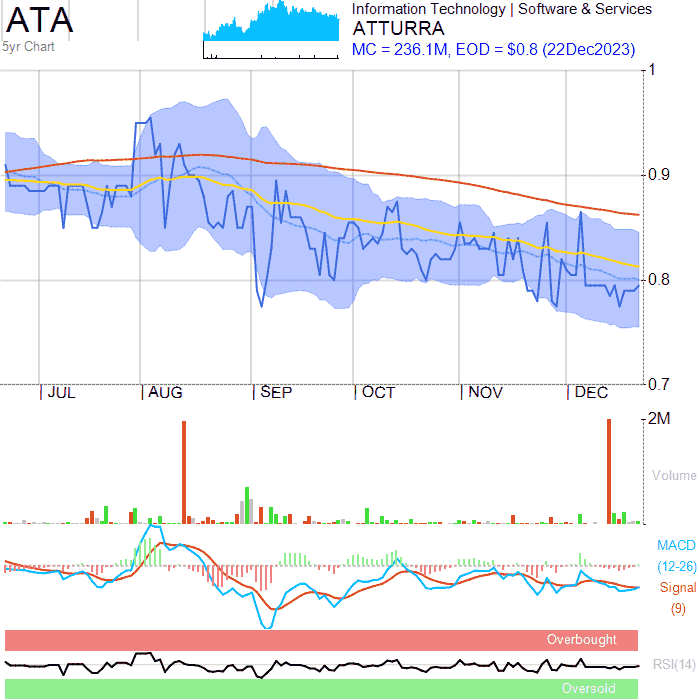 ATA
5yr Chart
Information Technology | Software & Services
ATTURRA
MC = 236.1M, EOD = $0.8 (22Dec2023)
1
0.9
0.8
0.7
| JUL | AUG | SEP | OCT | NOV | DEC
2M
Volume
MACD
(12-26)
Signal
(9)
Overbought
RSI(14)
Oversold